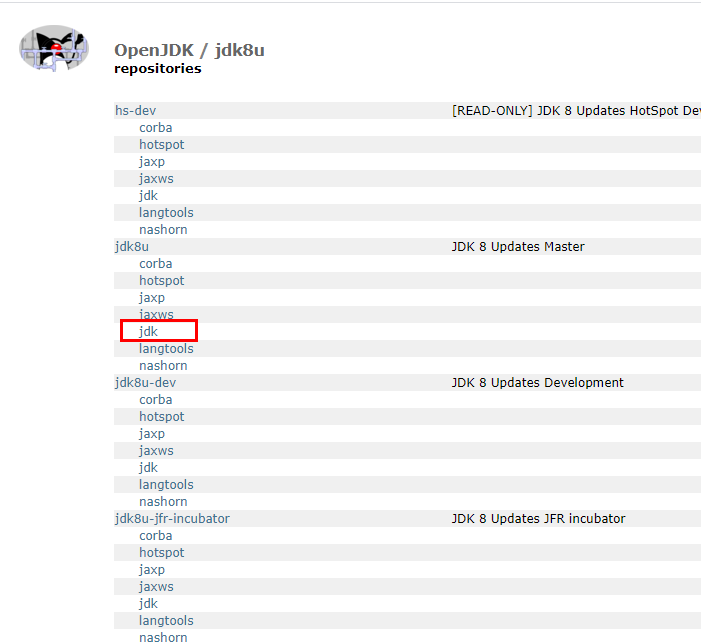 OpenJDK / jdk8u
repositories
hs-dev [READ-ONLY] JDK 8 Updates HotSpot Dev
corba
hotspot
jaxp
jaxws
jdk
langtools
nashorn
jdk8u JDK 8 Updates Master
corba
hotspot
jaxp
jaxws
jdk
langtools
nashorn
jdk8u-dev JDK 8 Updates Development
corba
hotspot
jaxp
jaxws
jdk
langtools
nashorn
jdk8u-jfr-incubator JDK 8 Updates JFR incubator
corba
hotspot
jaxp
jaxws
jdk
langtools
nashorn